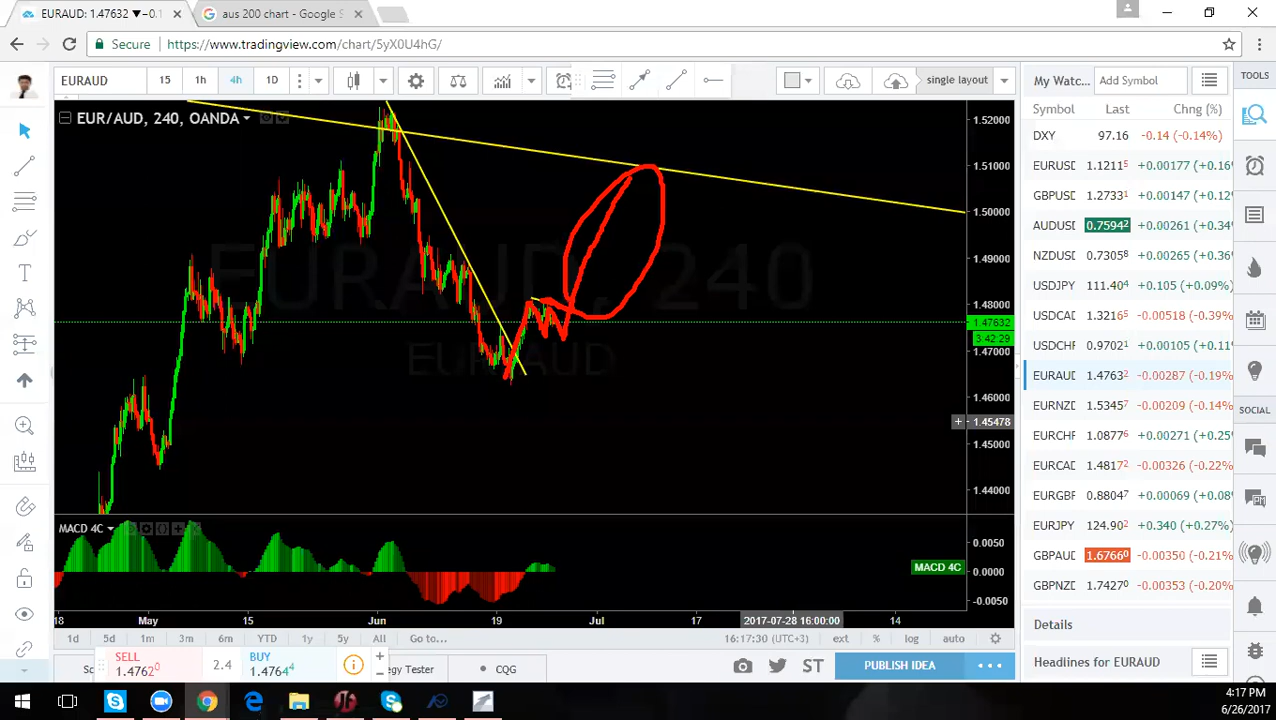 EURAUD: 1.47632 ▼−0.1
aus 200 chart - Google S
Secure
https://www.tradingview.com/chart/5yX0U4hG/
EURAUD 15 1h 4h 1D single layout
My Watc... Add Symbol
TOOLS
EUR/AUD, 240, OANDA
EURAUD, 240
EURAUD
1.52000
1.51000
1.50000
1.49000
1.48000
1.47632
3:42:29
1.47000
1.46000
1.45478
1.45000
1.44000
Symbol Last Chng (%)
DXY 97.16 -0.14 (-0.14%)
EURUSD 1.12115 +0.00177 (+0.16
GBPUSD 1.27331 +0.00147 (+0.12
AUDUSD 0.75942 +0.00261 (+0.34
NZDUSD 0.73058 +0.00265 (+0.36
USDJPY 111.404 +0.105 (+0.09%)
USDCAD 1.32165 -0.00518 (-0.39
USDCHF 0.97021 +0.00105 (+0.11
EURAUD 1.47632 -0.00287 (-0.19%
EURNZD 1.53457 -0.00209 (-0.14%
EURCHF 1.08776 +0.00271 (+0.25
EURCAD 1.48172 -0.00326 (-0.22%
EURGBP 0.88047 +0.00069 (+0.08
EURJPY 124.902 +0.340 (+0.27%)
GBPAUD 1.67660 -0.00350 (-0.21%
GBPNZD 1.74270 -0.00353 (-0.20%
SOCIAL
MACD 4C
0.0050
MACD 4C 0.0000
-0.0050
18 May 15 Jun 19 Jul 17 2017-07-28 16:00:00 14
1d 5d 1m 3m 6m YTD 1y 5y All Go to... 16:17:30 (UTC+3) ext % log auto
Details
Headlines for EURAUD
SELL
1.47620
2.4
BUY
1.47644
egy Tester
CQG
ST
PUBLISH IDEA
4:17 PM
6/26/2017